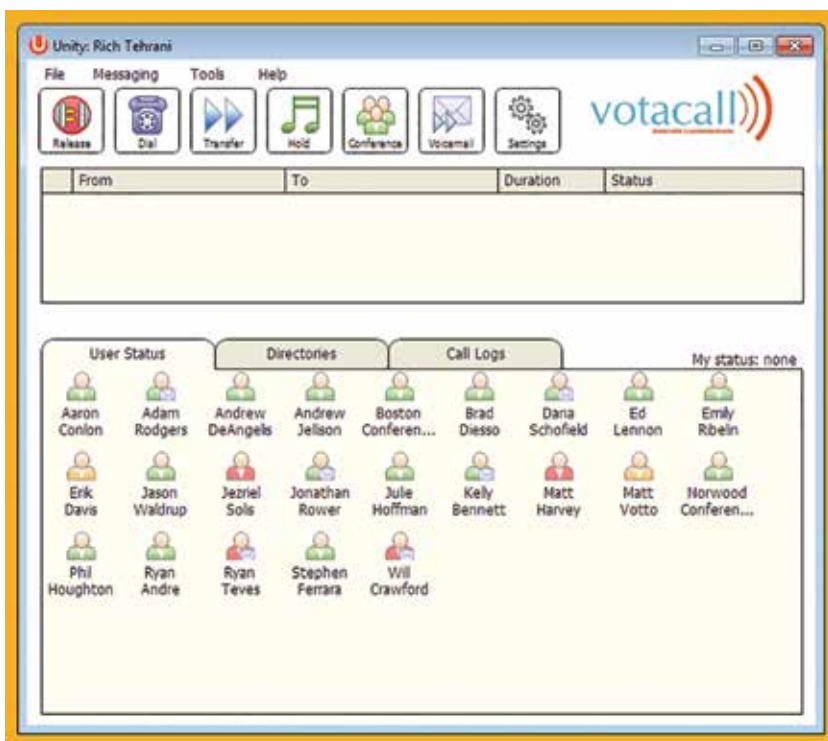 Unity: Rich Tehrani
File Messaging Tools Help
Release Dial Transfer Hold Conference Voicemail Settings
votacall
From To Duration Status
User Status Directories Call Logs My status: none
Aaron Adam Andrew Andrew Boston Brad Dana Ed Emily
Conlon Rodgers DeAngelis Jellson Conferen... Diesso Schofield Lennon Ribeln
Erik Jason Jezriel Jonathan Julie Kelly Matt Matt Norwood
Davis Waldrup Solis Rower Hoffman Bennett Harvey Votto Conferen...
Phil Ryan Ryan Stephen Will
Houghton Andre Teves Ferrara Crawford